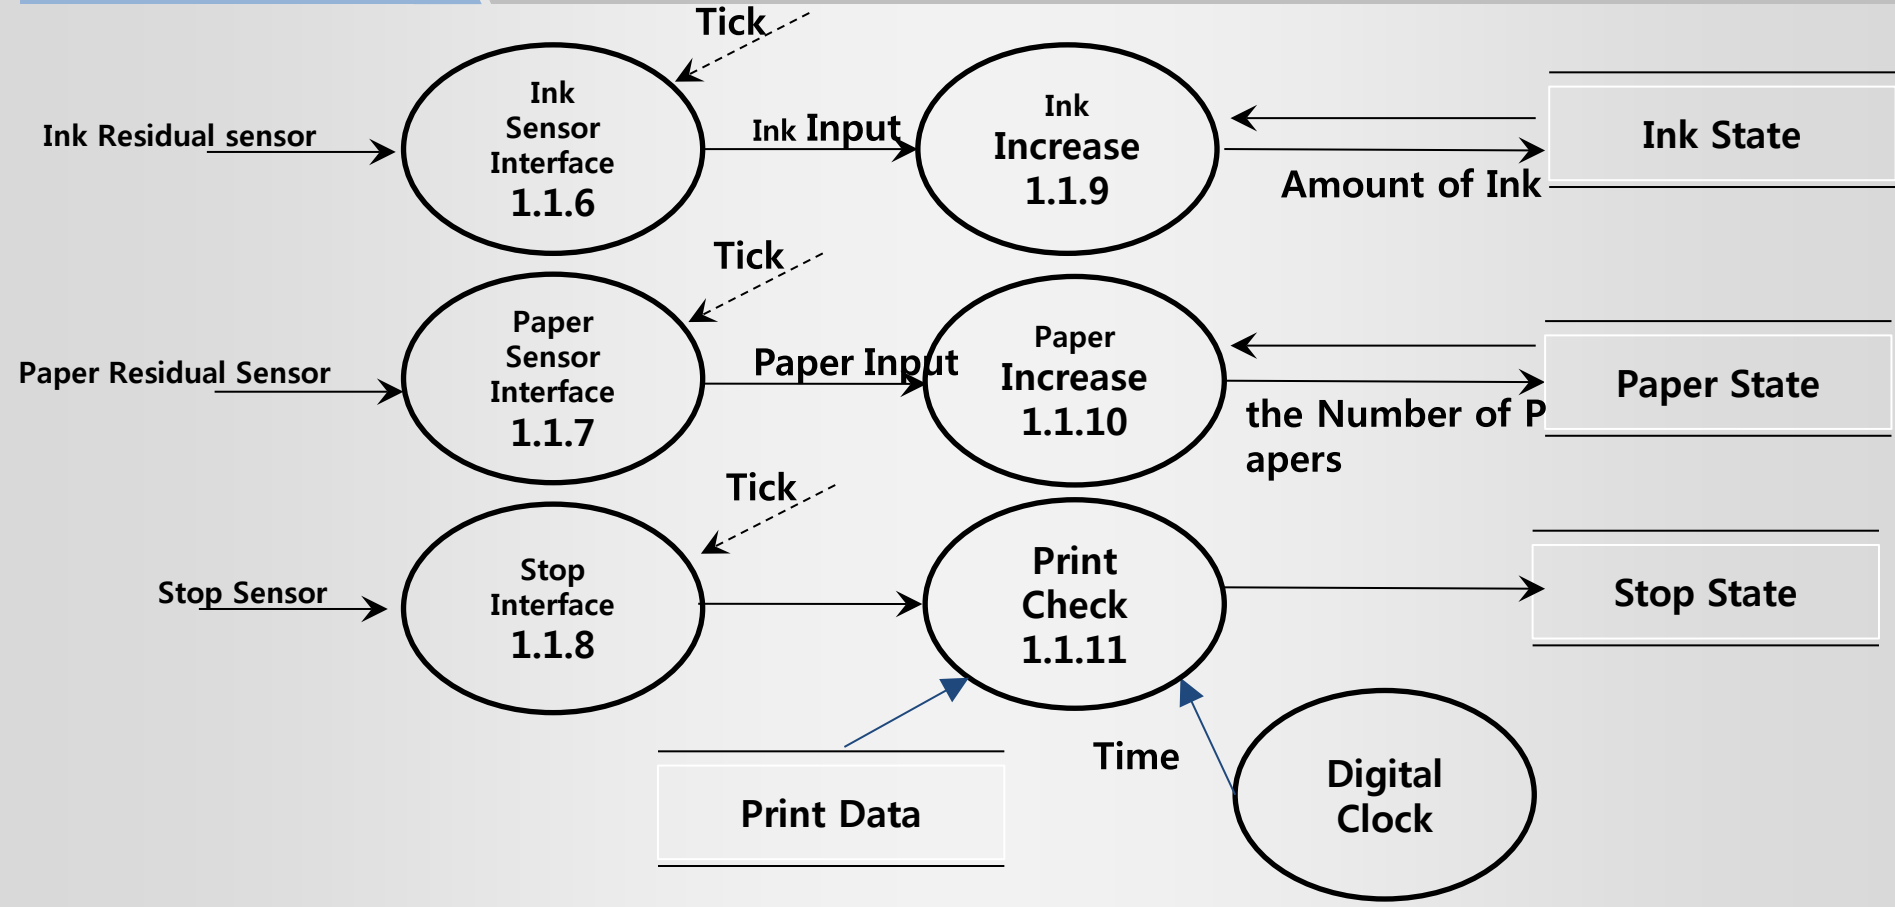 Tick
Ink
Sensor
Interface
1.1.6
Ink Residual sensor
Ink Input
Ink
Increase
1.1.9
Amount of Ink
Ink State
Tick
Paper
Sensor
Interface
1.1.7
Paper Residual Sensor
Paper Input
Paper
Increase
1.1.10
the Number of P
apers
Paper State
Tick
Stop
Interface
1.1.8
Stop Sensor
Print
Check
1.1.11
Stop State
Time
Print Data
Digital
Clock